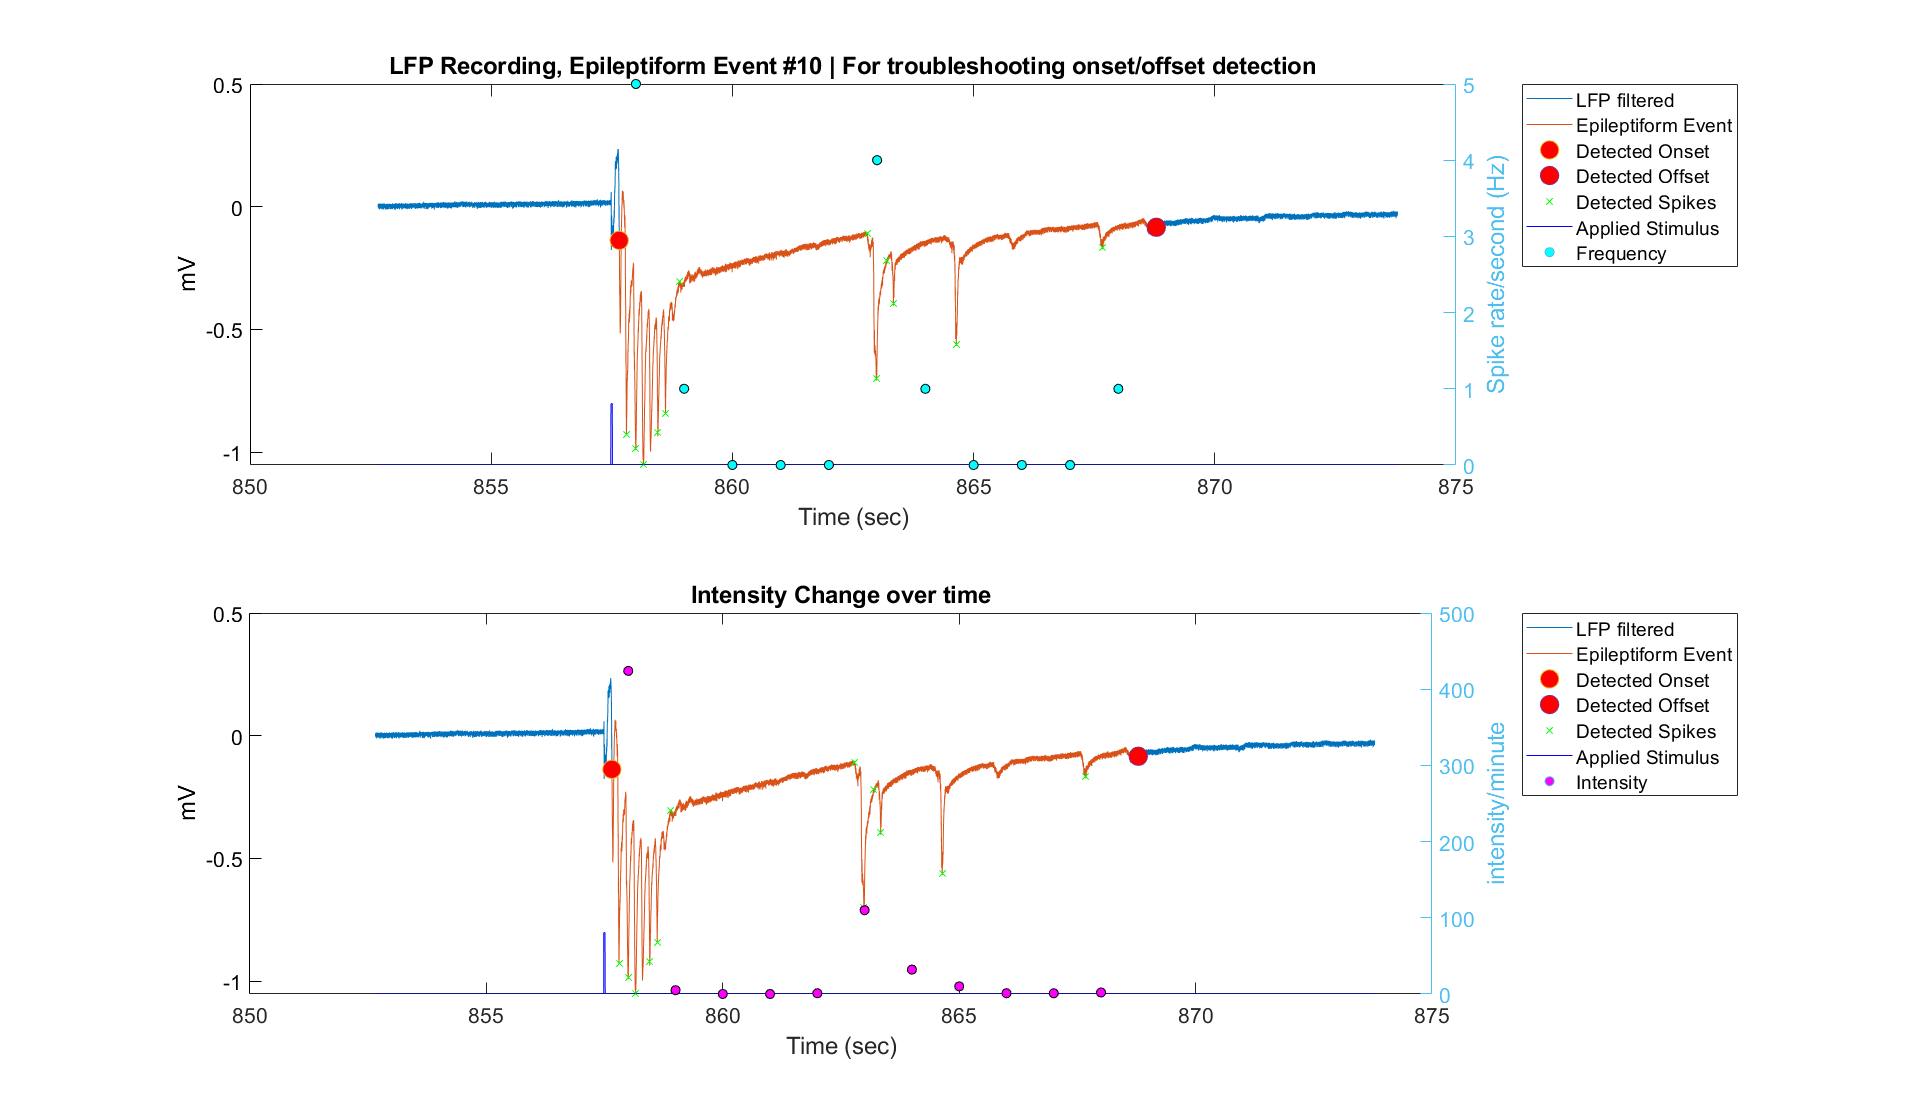 LFP Recording, Epileptiform Event #10 | For troubleshooting onset/offset detection
0.5
0
-0.5
-1
mV
850
855
860
865
870
875
Time (sec)
5
4
3
2
1
0
Spike rate/second (Hz)
LFP filtered
Epileptiform Event
Detected Onset
Detected Offset
Detected Spikes
Applied Stimulus
Frequency
Intensity Change over time
0.5
0
-0.5
-1
mV
850
855
860
865
870
875
Time (sec)
500
400
300
200
100
0
intensity/minute
LFP filtered
Epileptiform Event
Detected Onset
Detected Offset
Detected Spikes
Applied Stimulus
Intensity